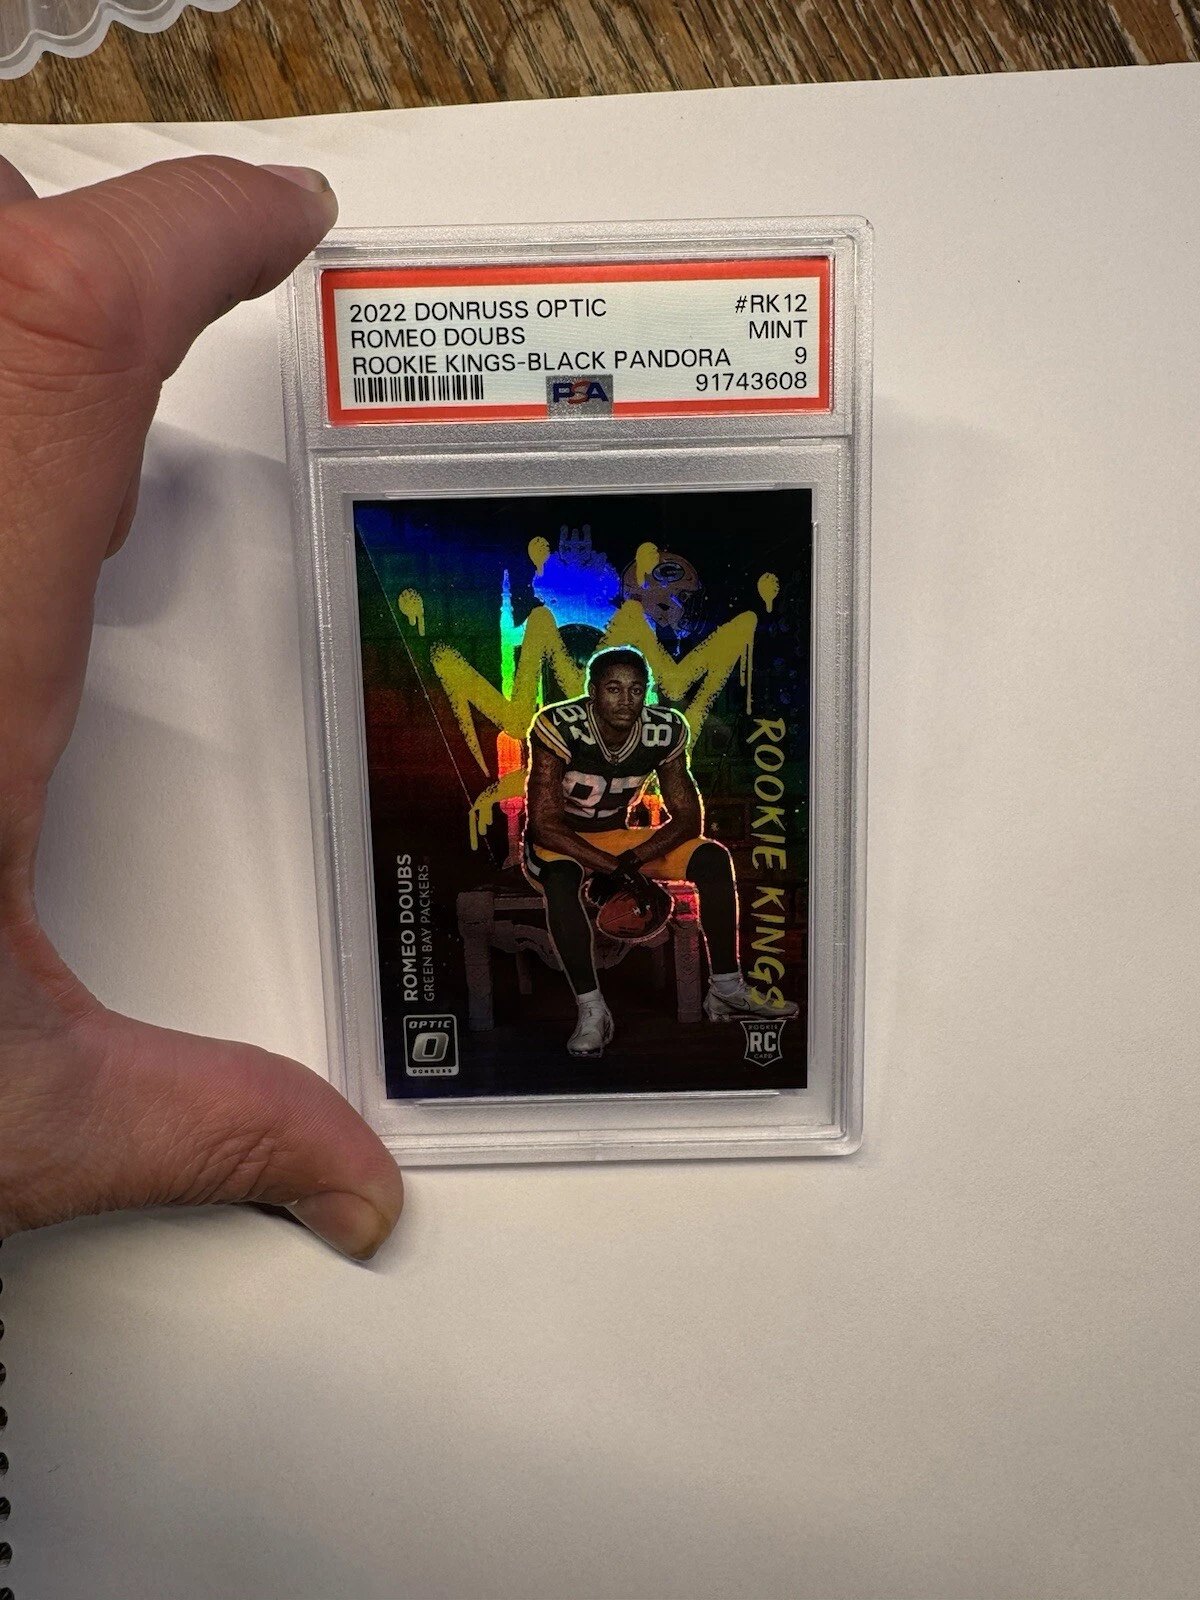 2022 DONRUSS OPTIC #RK12
ROMEO DOUBS MINT
ROOKIE KINGS-BLACK PANDORA 9
PSA 91743608
G
87 87
87
ROOKIE KINGS
ROMEO DOUBS
GREEN BAY PACKERS
OPTIC
O
DONRUSS
ROOKIE
RC
CARD